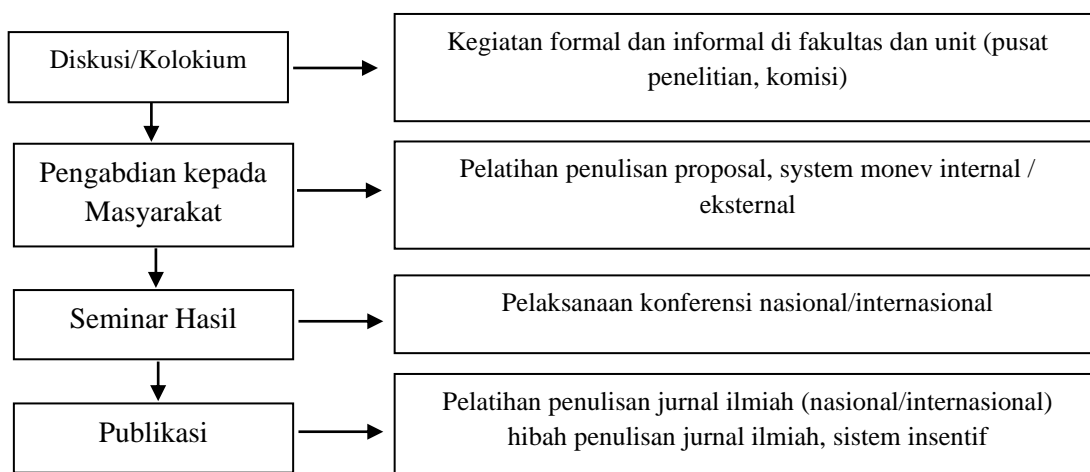 Diskusi/Kolokium
Kegiatan formal dan informal di fakultas dan unit (pusat
penelitian, komisi)
Pengabdian kepada
Masyarakat
Pelatihan penulisan proposal, system monev internal /
eksternal
Seminar Hasil
Pelaksanaan konferensi nasional/internasional
Publikasi
Pelatihan penulisan jurnal ilmiah (nasional/internasional)
hibah penulisan jurnal ilmiah, sistem insentif